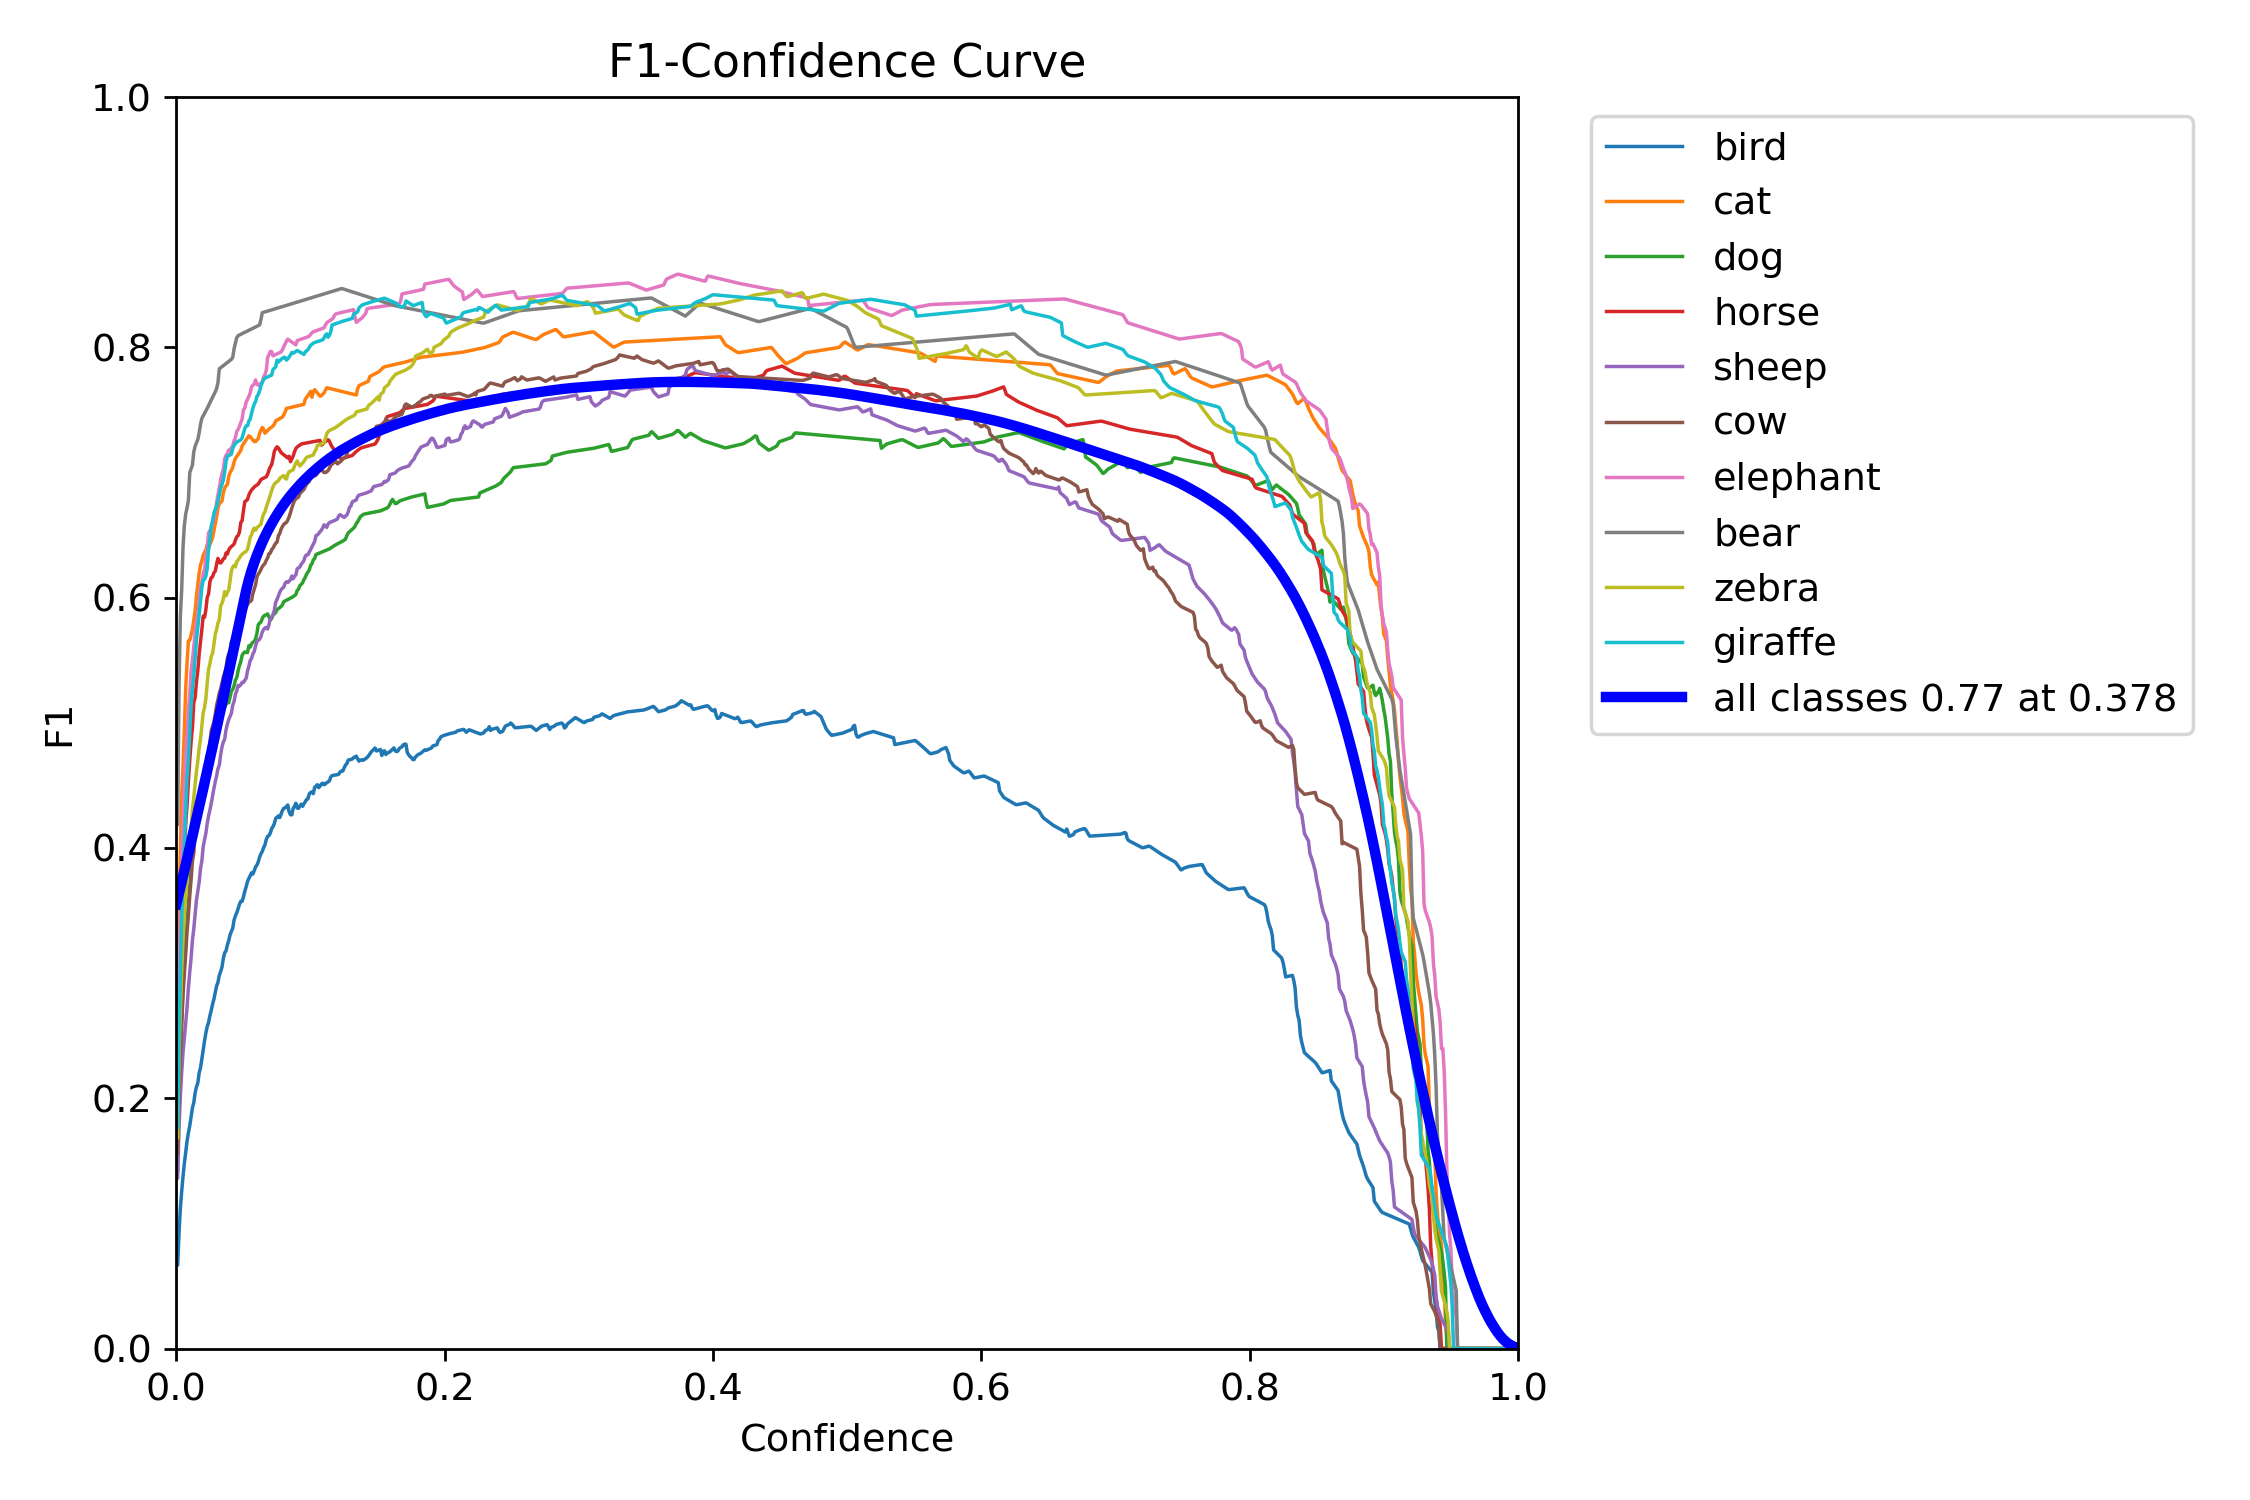 F1-Confidence Curve
1.0
0.8
0.6
0.4
0.2
0.0
F1
0.0 0.2 0.4 0.6 0.8 1.0
Confidence
bird
cat
dog
horse
sheep
cow
elephant
bear
zebra
giraffe
all classes 0.77 at 0.378